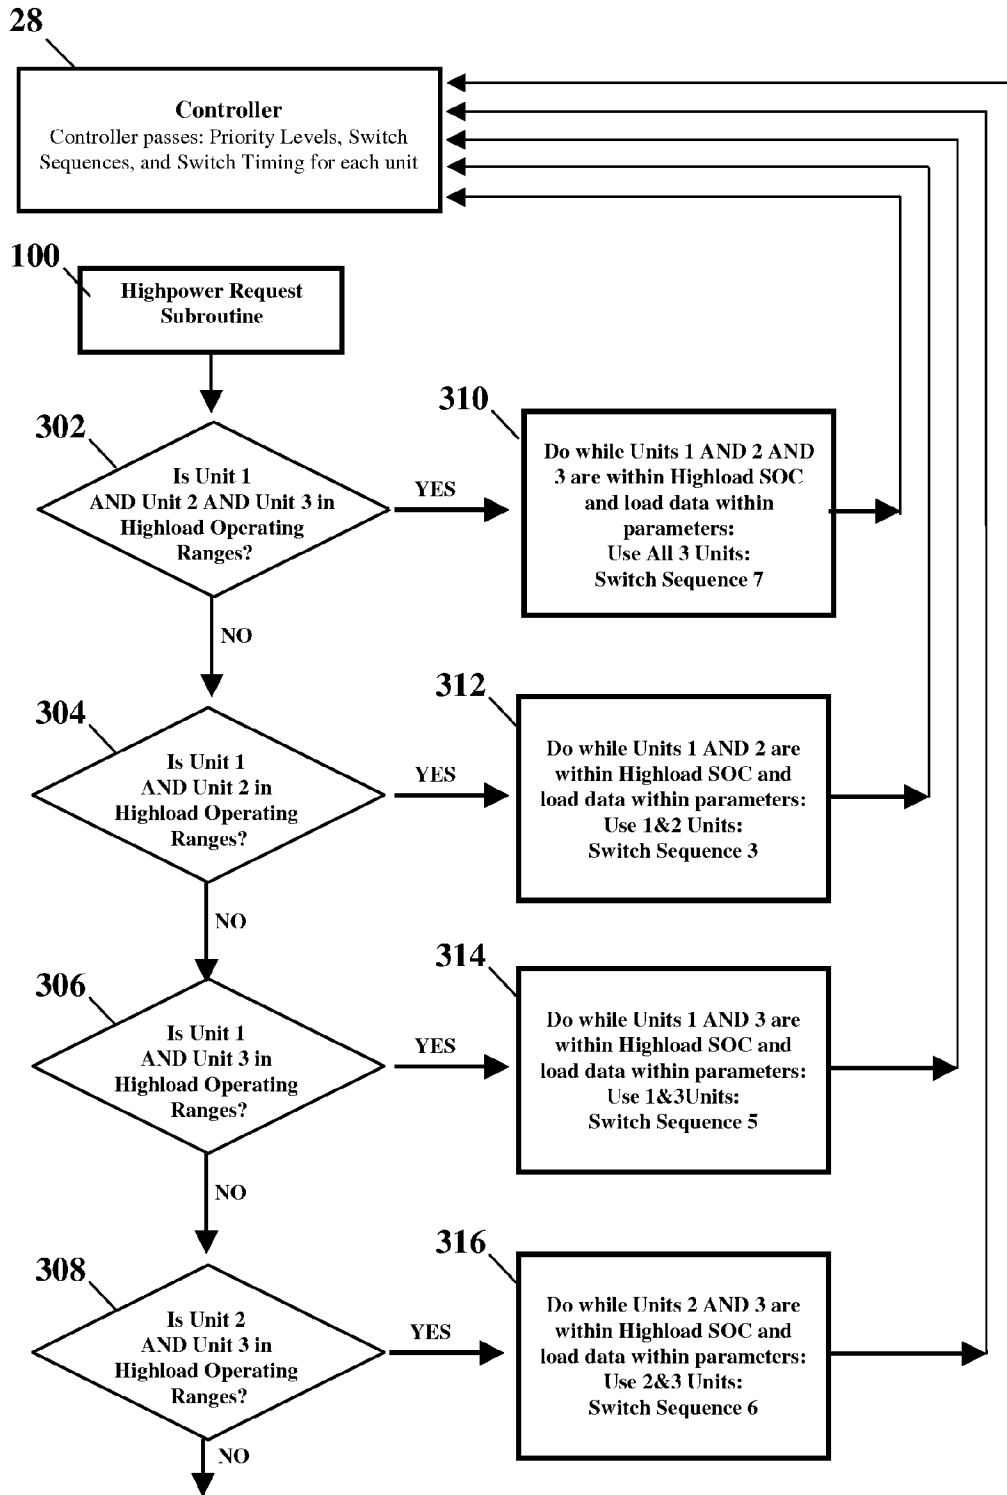 28
Controller
Controller passes: Priority Levels, Switch
Sequences, and Switch Timing for each unit
100
Highpower Request
Subroutine
302
Is Unit 1
AND Unit 2 AND Unit 3 in
Highload Operating
Ranges?
YES
310
Do while Units 1 AND 2 AND
3 are within Highload SOC
and load data within
parameters:
Use All 3 Units:
Switch Sequence 7
NO
304
Is Unit 1
AND Unit 2 in
Highload Operating
Ranges?
YES
312
Do while Units 1 AND 2 are
within Highload SOC and
load data within parameters:
Use 1&2 Units:
Switch Sequence 3
NO
306
Is Unit 1
AND Unit 3 in
Highload Operating
Ranges?
YES
314
Do while Units 1 AND 3 are
within Highload SOC and
load data within parameters:
Use 1&3Units:
Switch Sequence 5
NO
308
Is Unit 2
AND Unit 3 in
Highload Operating
Ranges?
YES
316
Do while Units 2 AND 3 are
within Highload SOC and
load data within parameters:
Use 2&3 Units:
Switch Sequence 6
NO